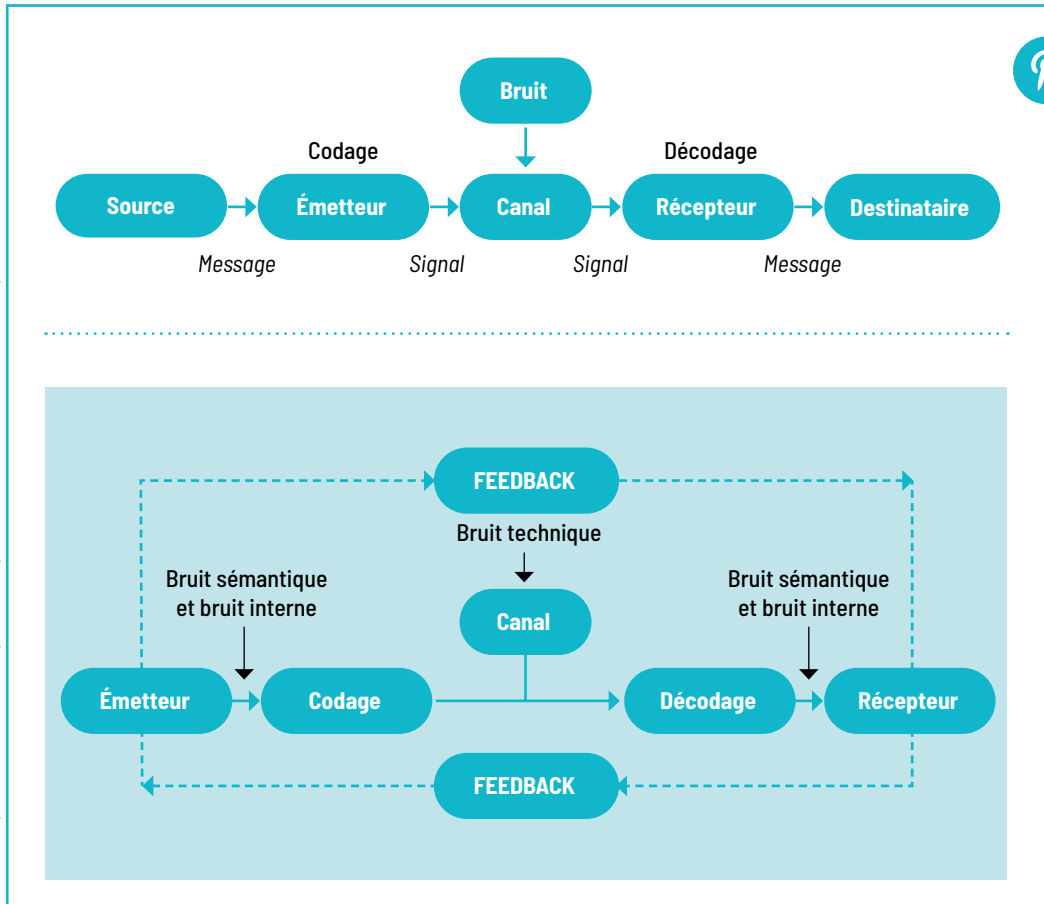 Bruit
Codage
Décodage
Source
Émetteur
Canal
Récepteur
Destinataire
Message
Signal
Signal
Message
FEEDBACK
Bruit technique
Bruit sémantique
et bruit interne
Bruit sémantique
et bruit interne
Canal
Émetteur
Codage
Décodage
Récepteur
FEEDBACK